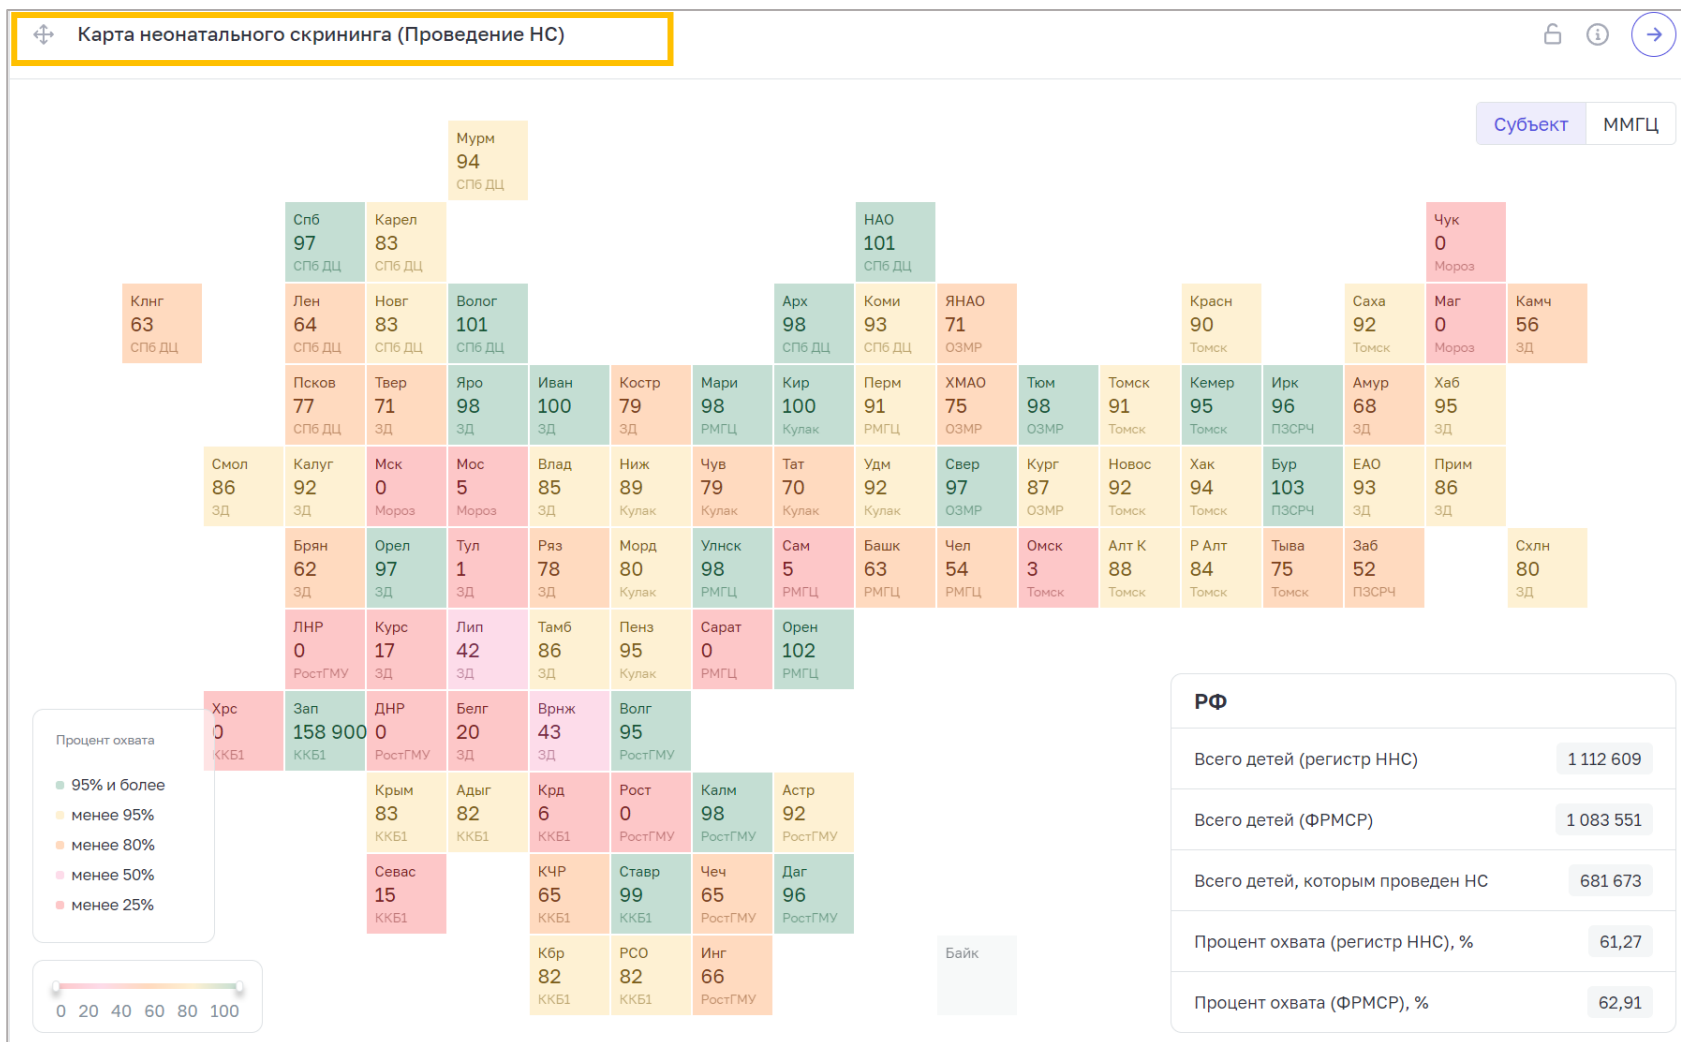 Карта неонатального скрининга (Проведение НС)
Субъект ММГЦ
Мурм
94
СПб ДЦ
Спб Карел НАО Чук
97 83 101 0
СПб ДЦ СПб ДЦ СПб ДЦ Мороз
Клнг Лен Новг Волог Арх Коми ЯНАО Красн Саха Маг Камч
63 64 83 101 98 93 71 90 92 0 56
СПб ДЦ СПб ДЦ СПб ДЦ СПб ДЦ СПб ДЦ СПб ДЦ ОЗМР Томск Томск Мороз ЗД
Псков Твер Яро Иван Костр Мари Кир Перм ХМАО Тюм Томск Кемер Ирк Амур Хаб
77 71 98 100 79 98 100 91 75 98 91 95 96 68 95
СПб ДЦ ЗД ЗД ЗД ЗД РМГЦ Кулак РМГЦ ОЗМР ОЗМР Томск Томск ПЗСРЧ ЗД ЗД
Смол Калуг Мск Мос Влад Ниж Чув Тат Удм Свер Кург Новос Хак Бур ЕАО Прим
86 92 0 5 85 89 79 70 92 97 87 92 94 103 93 86
ЗД ЗД Мороз Мороз ЗД Кулак Кулак Кулак Кулак ОЗМР ОЗМР Томск Томск ПЗСРЧ ЗД ЗД
Брян Орел Тул Ряз Морд Улнск Сам Башк Чел Омск Алт К Р Алт Тыва Заб Схлн
62 97 1 78 80 98 5 63 54 3 88 84 75 52 80
ЗД ЗД ЗД ЗД Кулак РМГЦ РМГЦ РМГЦ РМГЦ Томск Томск Томск Томск ПЗСРЧ ЗД
ЛНР Курс Лип Тамб Пенз Сарат Орен
0 17 42 86 95 0 102
РостГМУ ЗД ЗД ЗД Кулак РМГЦ РМГЦ
Хрс Зап ДНР Белг Врнж Волг
0 158 900 0 20 43 95
ККБ1 ККБ1 РостГМУ ЗД ЗД РостГМУ
Крым Адыг Крд Рост Калм Астр
83 82 6 0 98 92
ККБ1 ККБ1 ККБ1 РостГМУ РостГМУ РостГМУ
Севас КЧР Ставр Чеч Даг
15 65 99 65 96
ККБ1 ККБ1 ККБ1 РостГМУ РостГМУ
Кбр РСО Инг Байк
82 82 66
ККБ1 ККБ1 РостГМУ
Процент охвата
95% и более
менее 95%
менее 80%
менее 50%
менее 25%
0 20 40 60 80 100
РФ
Всего детей (регистр ННС) 1 112 609
Всего детей (ФРМСР) 1 083 551
Всего детей, которым проведен НС 681 673
Процент охвата (регистр ННС), % 61,27
Процент охвата (ФРМСР), % 62,91